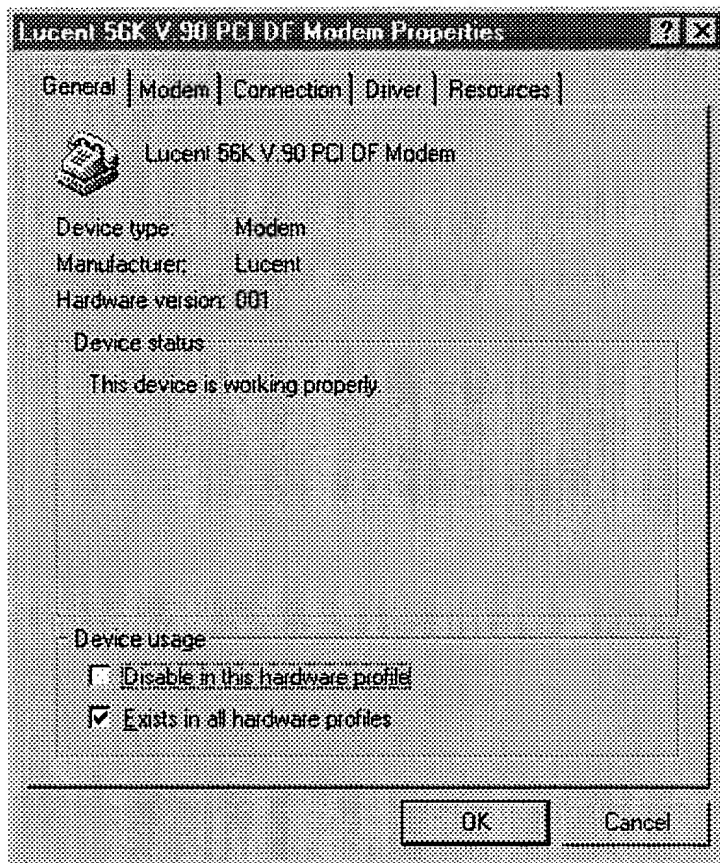 Lucent 56K V.90 PCI DF Modem Properties
General Modem Connection Driver Resources
Lucent 56K V.90 PCI DF Modem
Device type: Modem
Manufacturer: Lucent
Hardware version: 001
Device status
This device is working properly.
Device usage
Disable in this hardware profile
Exists in all hardware profiles
OK Cancel